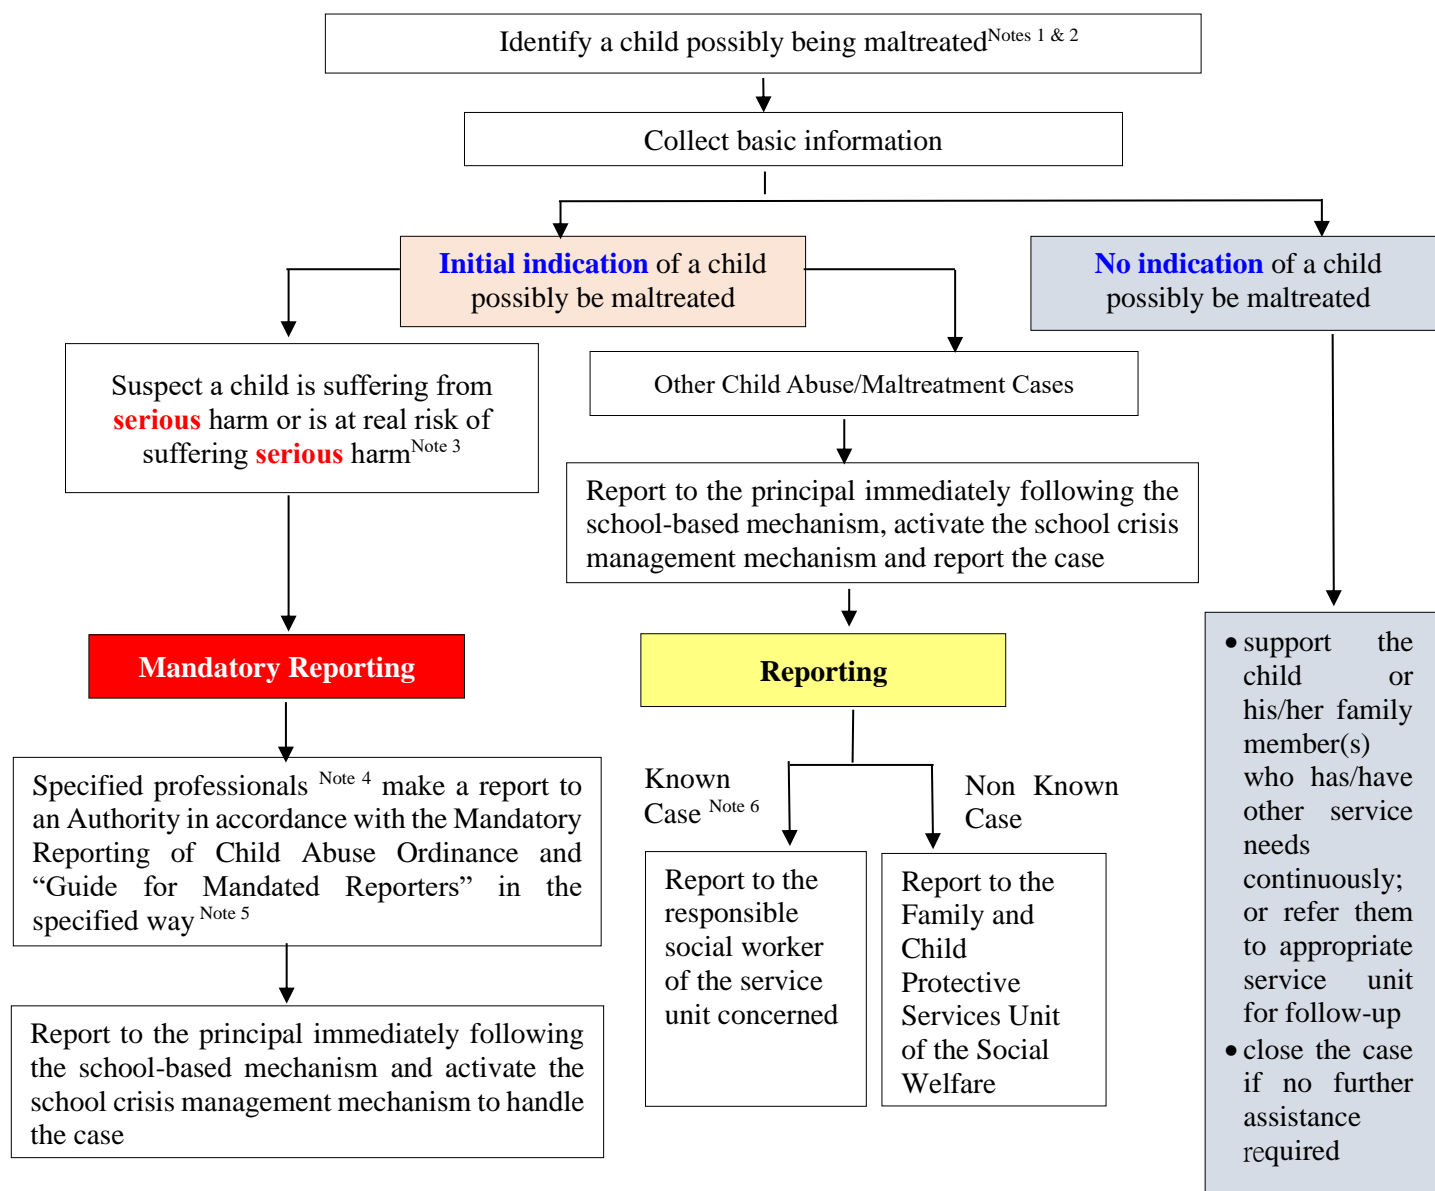 Identify a child possibly being maltreated Notes 1 & 2
Collect basic information
Initial indication of a child
possibly be maltreated
No indication of a child
possibly be maltreated
Suspect a child is suffering from
serious harm or is at real risk of
suffering serious harm Note 3
Other Child Abuse/Maltreatment Cases
Report to the principal immediately following the
school-based mechanism, activate the school crisis
management mechanism and report the case
Mandatory Reporting
Reporting
Specified professionals Note 4 make a report to
an Authority in accordance with the Mandatory
Reporting of Child Abuse Ordinance and
“Guide for Mandated Reporters” in the
specified way Note 5
Report to the principal immediately following
the school-based mechanism and activate the
school crisis management mechanism to handle
the case
Known
Case Note 6
Non Known
Case
Report to the
responsible
social worker
of the service
unit concerned
Report to the
Family and
Child
Protective
Services Unit
of the Social
Welfare
• support the
child or
his/her family
member(s)
who has/have
other service
needs
continuously;
or refer them
to appropriate
service unit
for follow-up
• close the case
if no further
assistance
required